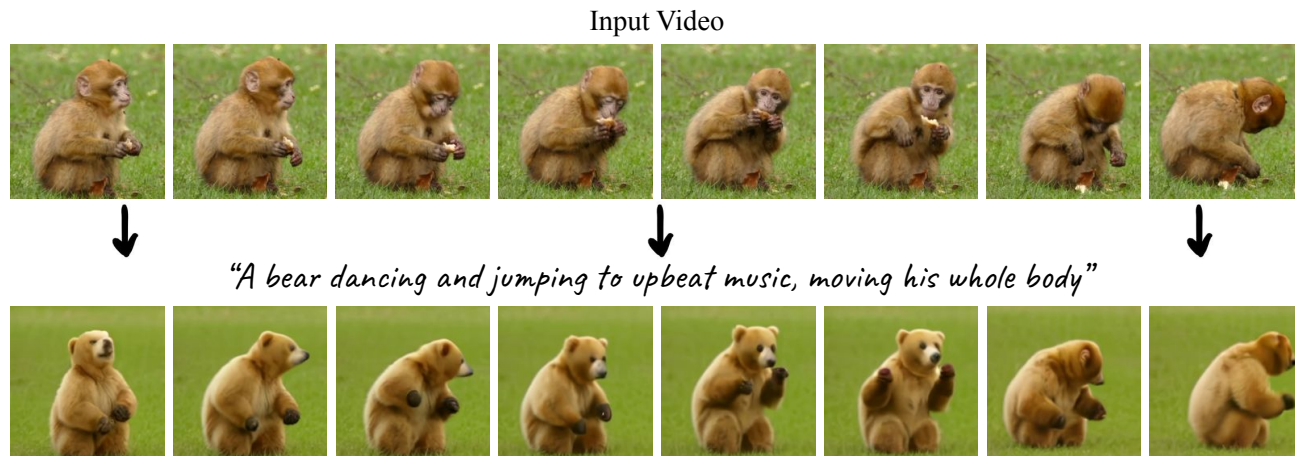 Input Video
“A bear dancing and jumping to upbeat music, moving his whole body”